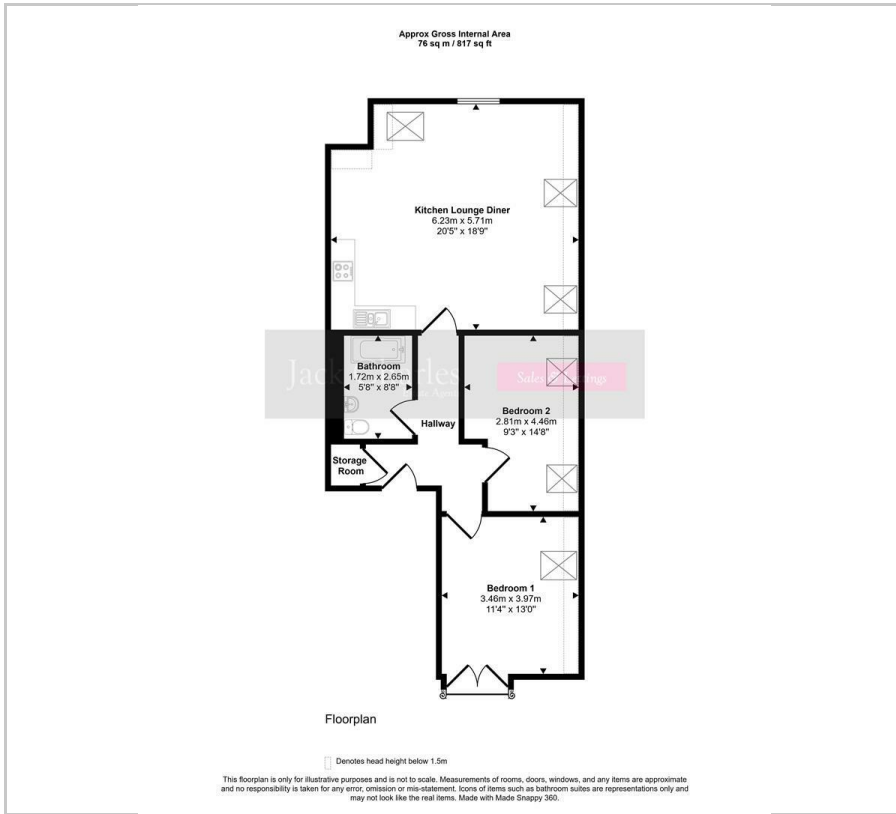 Approx Gross Internal Area
76 sq m / 817 sq ft
Kitchen Lounge Diner
6.23m x 5.71m
20'5" x 18'9"
Bathroom
1.72m x 2.65m
5'8" x 8'8"
Hallway
Bedroom 2
2.81m x 4.46m
9'3" x 14'8"
Storage
Room
Bedroom 1
3.46m x 3.97m
11'4" x 13'0"
Floorplan
Denotes head height below 1.5m
This floorplan is only for illustrative purposes and is not to scale. Measurements of rooms, doors, windows, and any items are approximate
and no responsibility is taken for any error, omission or mis-statement. Icons of items such as bathroom suites are representations only and
may not look like the real items. Made with Made Snappy 360.